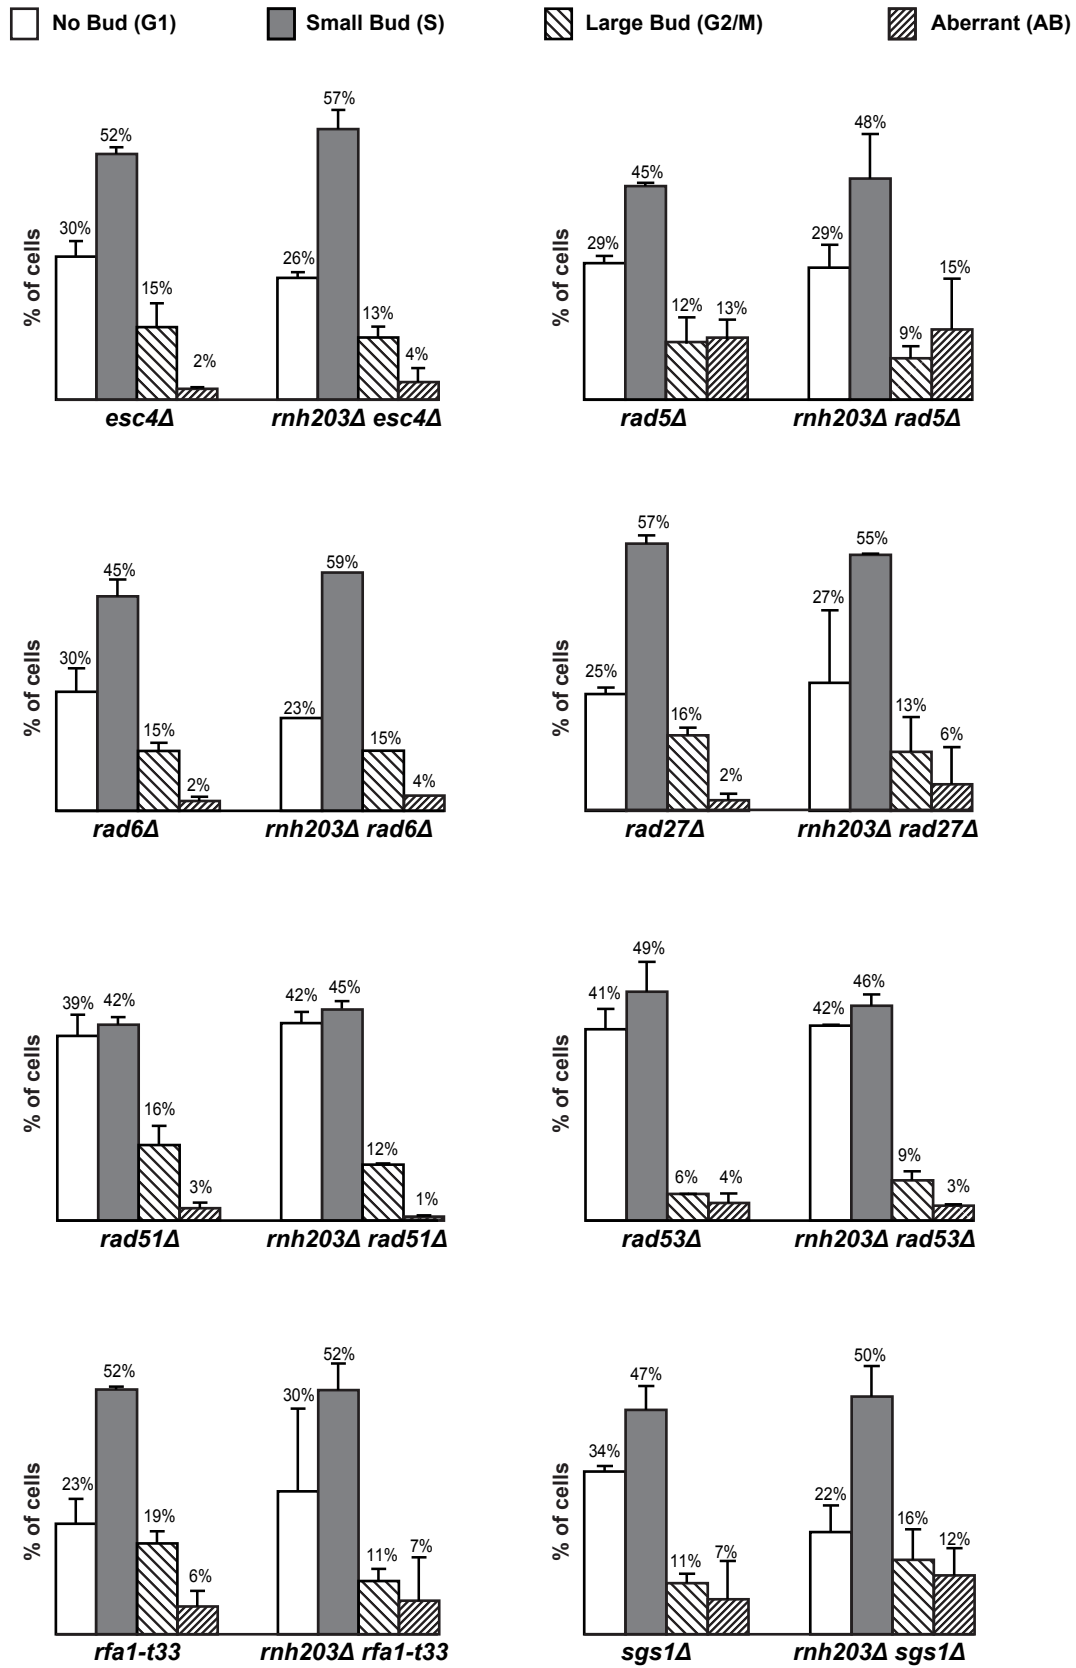 No Bud (G1) Small Bud (S) Large Bud (G2/M) Aberrant (AB)
% of cells
30% 52% 15% 2% 26% 57% 13% 4%
esc4Δ rnh203Δ esc4Δ
% of cells
29% 45% 12% 13% 29% 48% 9% 15%
rad5Δ rnh203Δ rad5Δ
% of cells
30% 45% 15% 2% 23% 59% 15% 4%
rad6Δ rnh203Δ rad6Δ
% of cells
25% 57% 16% 2% 27% 55% 13% 6%
rad27Δ rnh203Δ rad27Δ
% of cells
39% 42% 16% 3% 42% 45% 12% 1%
rad51Δ rnh203Δ rad51Δ
% of cells
41% 49% 6% 4% 42% 46% 9% 3%
rad53Δ rnh203Δ rad53Δ
% of cells
23% 52% 19% 6% 30% 52% 11% 7%
rfa1-t33 rnh203Δ rfa1-t33
% of cells
34% 47% 11% 7% 22% 50% 16% 12%
sgs1Δ rnh203Δ sgs1Δ